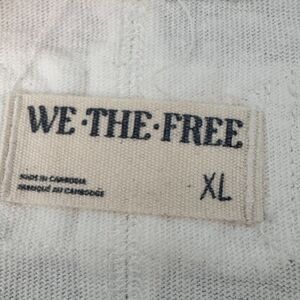 WE·THE·FREE
MADE IN CAMBODIA
FABRIQUÉ AU CAMBODGE
XL